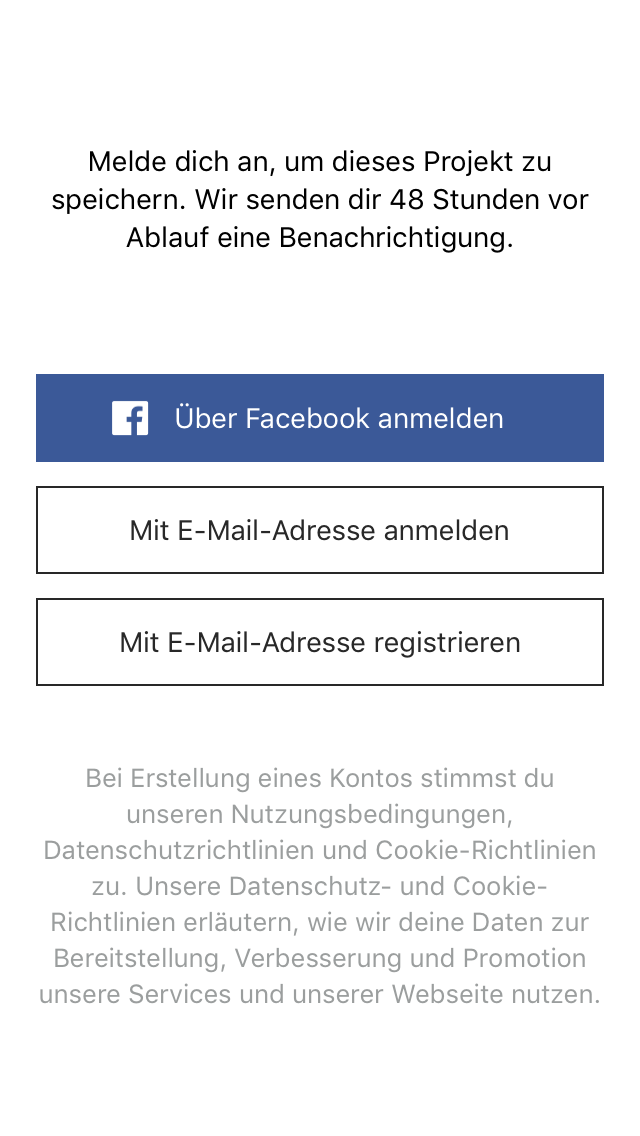 Melde dich an, um dieses Projekt zu
speichern. Wir senden dir 48 Stunden vor
Ablauf eine Benachrichtigung.
Über Facebook anmelden
Mit E-Mail-Adresse anmelden
Mit E-Mail-Adresse registrieren
Bei Erstellung eines Kontos stimmst du
unseren Nutzungsbedingungen,
Datenschutzrichtlinien und Cookie-Richtlinien
zu. Unsere Datenschutz- und Cookie-
Richtlinien erläutern, wie wir deine Daten zur
Bereitstellung, Verbesserung und Promotion
unsere Services und unserer Webseite nutzen.